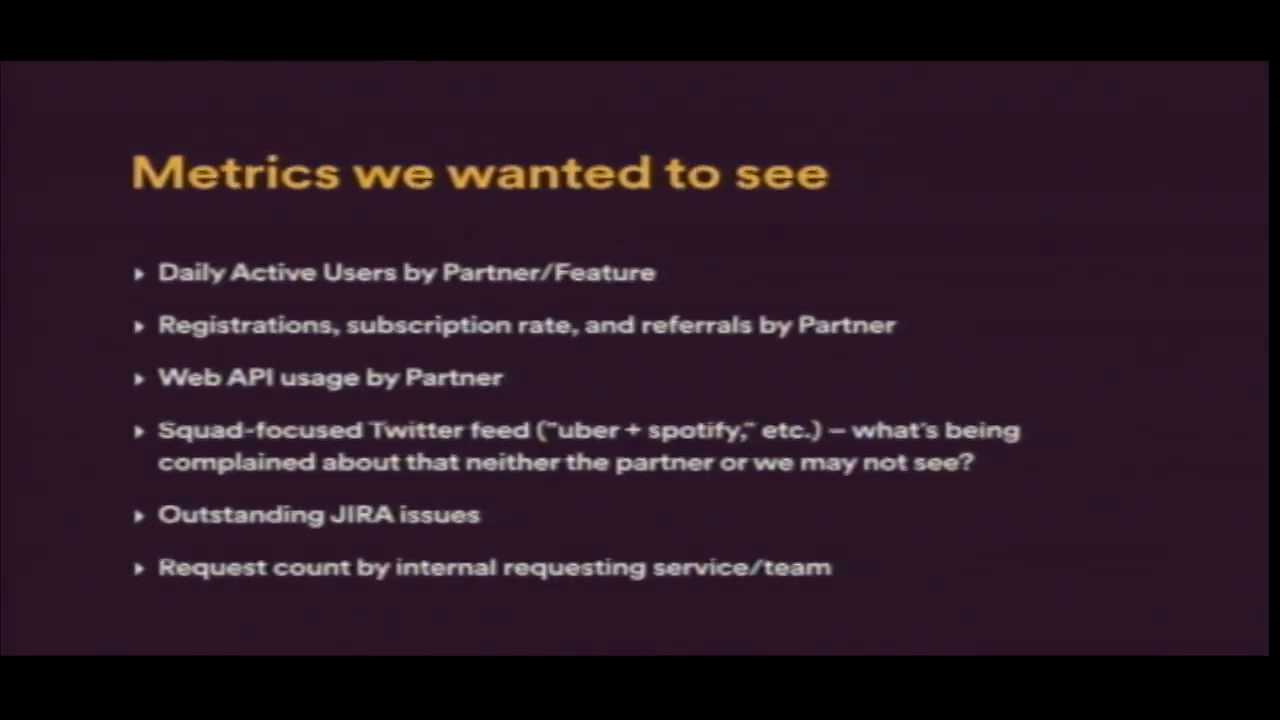 Metrics we wanted to see
Daily Active Users by Partner/Feature
Registrations, subscription rate, and referrals by Partner
Web API usage by Partner
Squad-focused Twitter feed ("uber + spotify," etc.) – what's being
complained about that neither the partner or we may not see?
Outstanding JIRA issues
Request count by internal requesting service/team